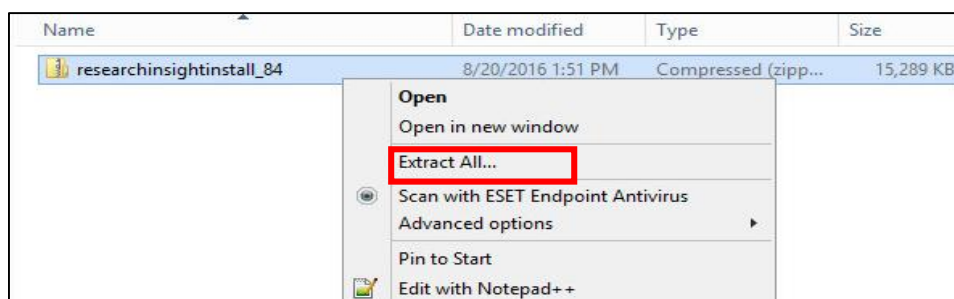 Name Date modified Type Size
researchinsightinstall_84 8/20/2016 1:51 PM Compressed (zipp... 15,289 KB
Open
Open in new window
Extract All...
Scan with ESET Endpoint Antivirus
Advanced options
Pin to Start
Edit with Notepad++